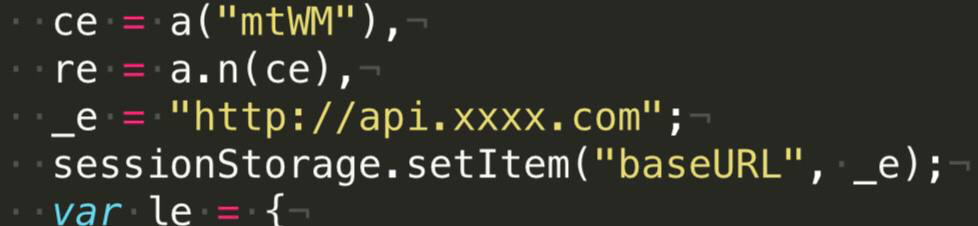 ce = a("mtWM"),¬
re = a.n(ce),¬
_e = "http://api.xxxx.com";¬
sessionStorage.setItem("baseURL", _e);¬
var le = {¬